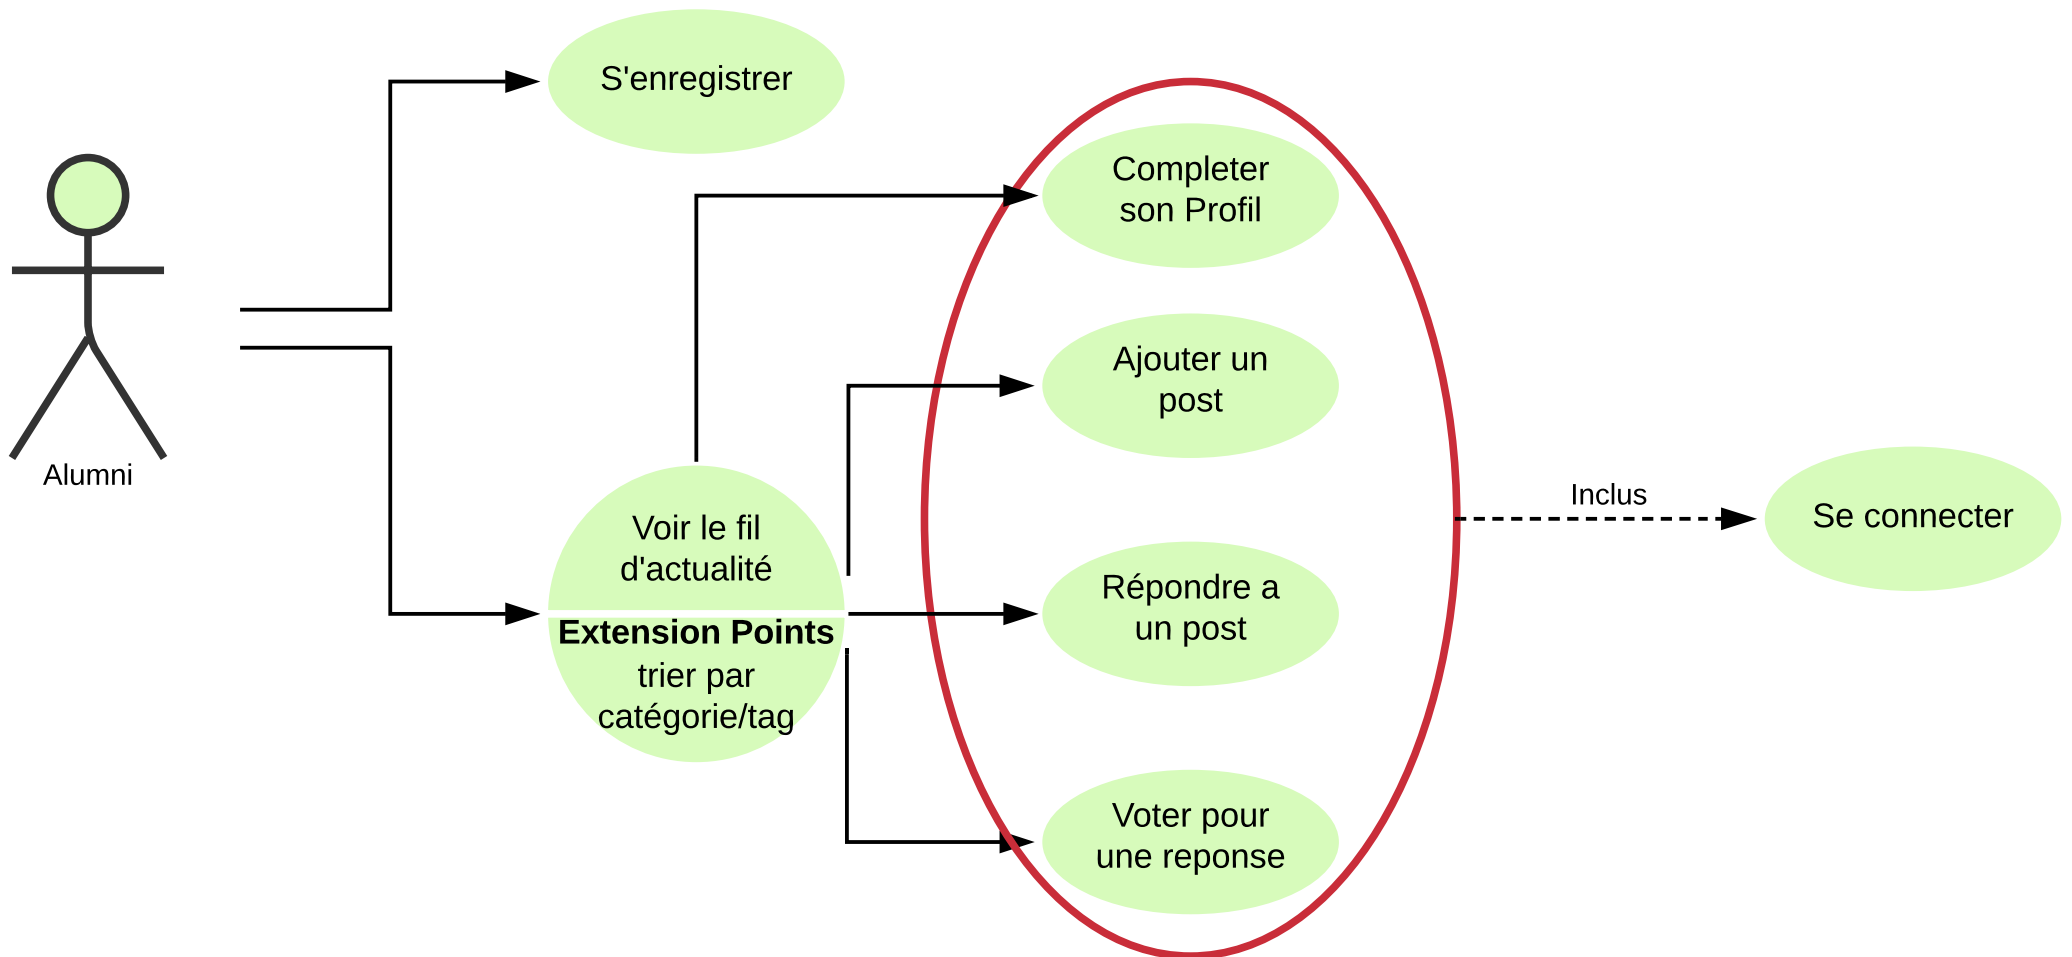 S'enregistrer
Completer
son Profil
Ajouter un
post
Alumni
Inclus
Se connecter
Voir le fil
d'actualité
Extension Points
trier par
catégorie/tag
Répondre a
un post
Voter pour
une reponse